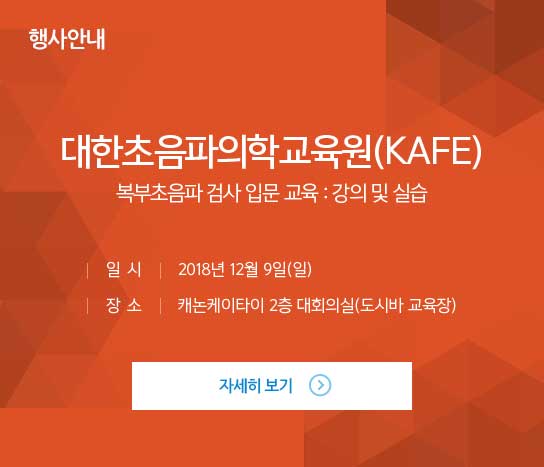 행사안내
대한초음파의학교육원(KAFE)
복부초음파 검사 입문 교육 : 강의 및 실습
일 시 2018년 12월 9일(일)
장 소 캐논케이타이 2층 대회의실(도시바 교육장)
자세히 보기